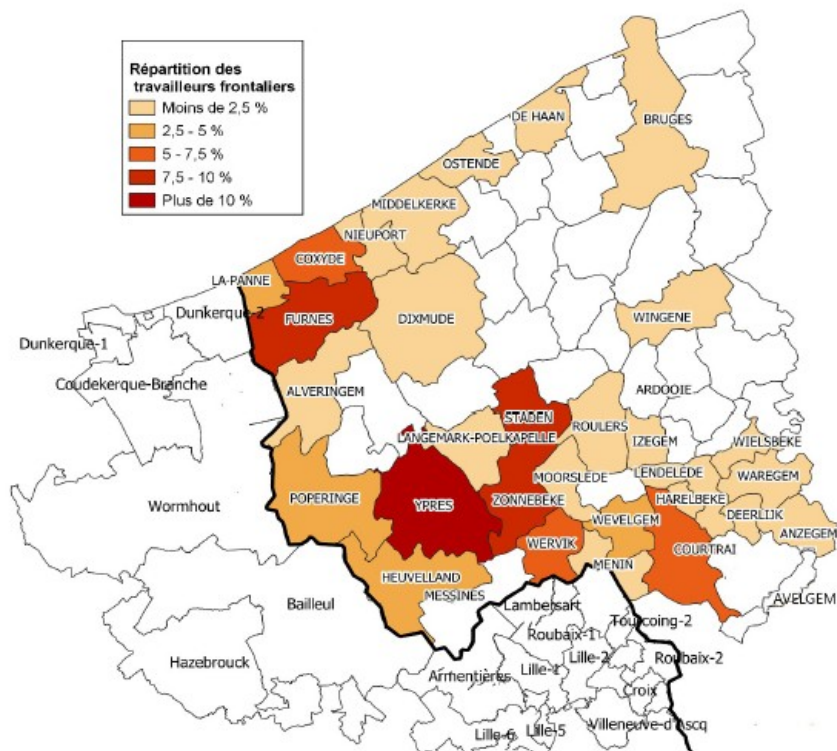 Répartition des
travailleurs frontaliers
Moins de 2,5 %
2,5 - 5 %
5 - 7,5 %
7,5 - 10 %
Plus de 10 %
DE HAAN
BRUGES
OSTENDE
MIDDELKERKE
NIEUPORT
COXYDE
LA-PANNE
Dunkerque-2
FURNES
DIXMUDE
WINGENE
Dunkerque-1
Coudekerque-Branche
ALVERINGEM
ARDOOIE
STADEN
ROULERS
LANGEMARK-POELKAPELLE
IZEGEM
WIELSBEKE
MOORSLEDE
LENDELEDE
WAREGEM
POPERINGE
YPRES
ZONNEBEKE
HARELBEKE
Wormhout
WEVELGEM
DEERLIJK
ANZEGEM
WERVIK
COURTRAI
MENIN
HEUVELLAND
MESSINES
AVELGEM
Bailleul
Lambersart
Tourcoing-2
Roubaix-1
Hazebrouck
Lille-2
Roubaix-2
Armentières
Lille-1
Croix
Lille-6
Lille-5
Villeneuve-d'Ascq